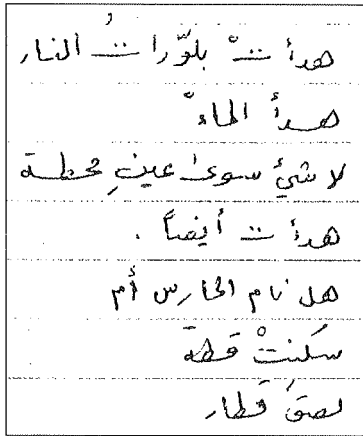 هدأتْ بلوّراتُ النار
هدأ الماءْ
لا شيْ سوى عينِ محطة
هدأت أيضاً .
هل نام الحارس أم
سكنتْ قطة
لصقَ قطار